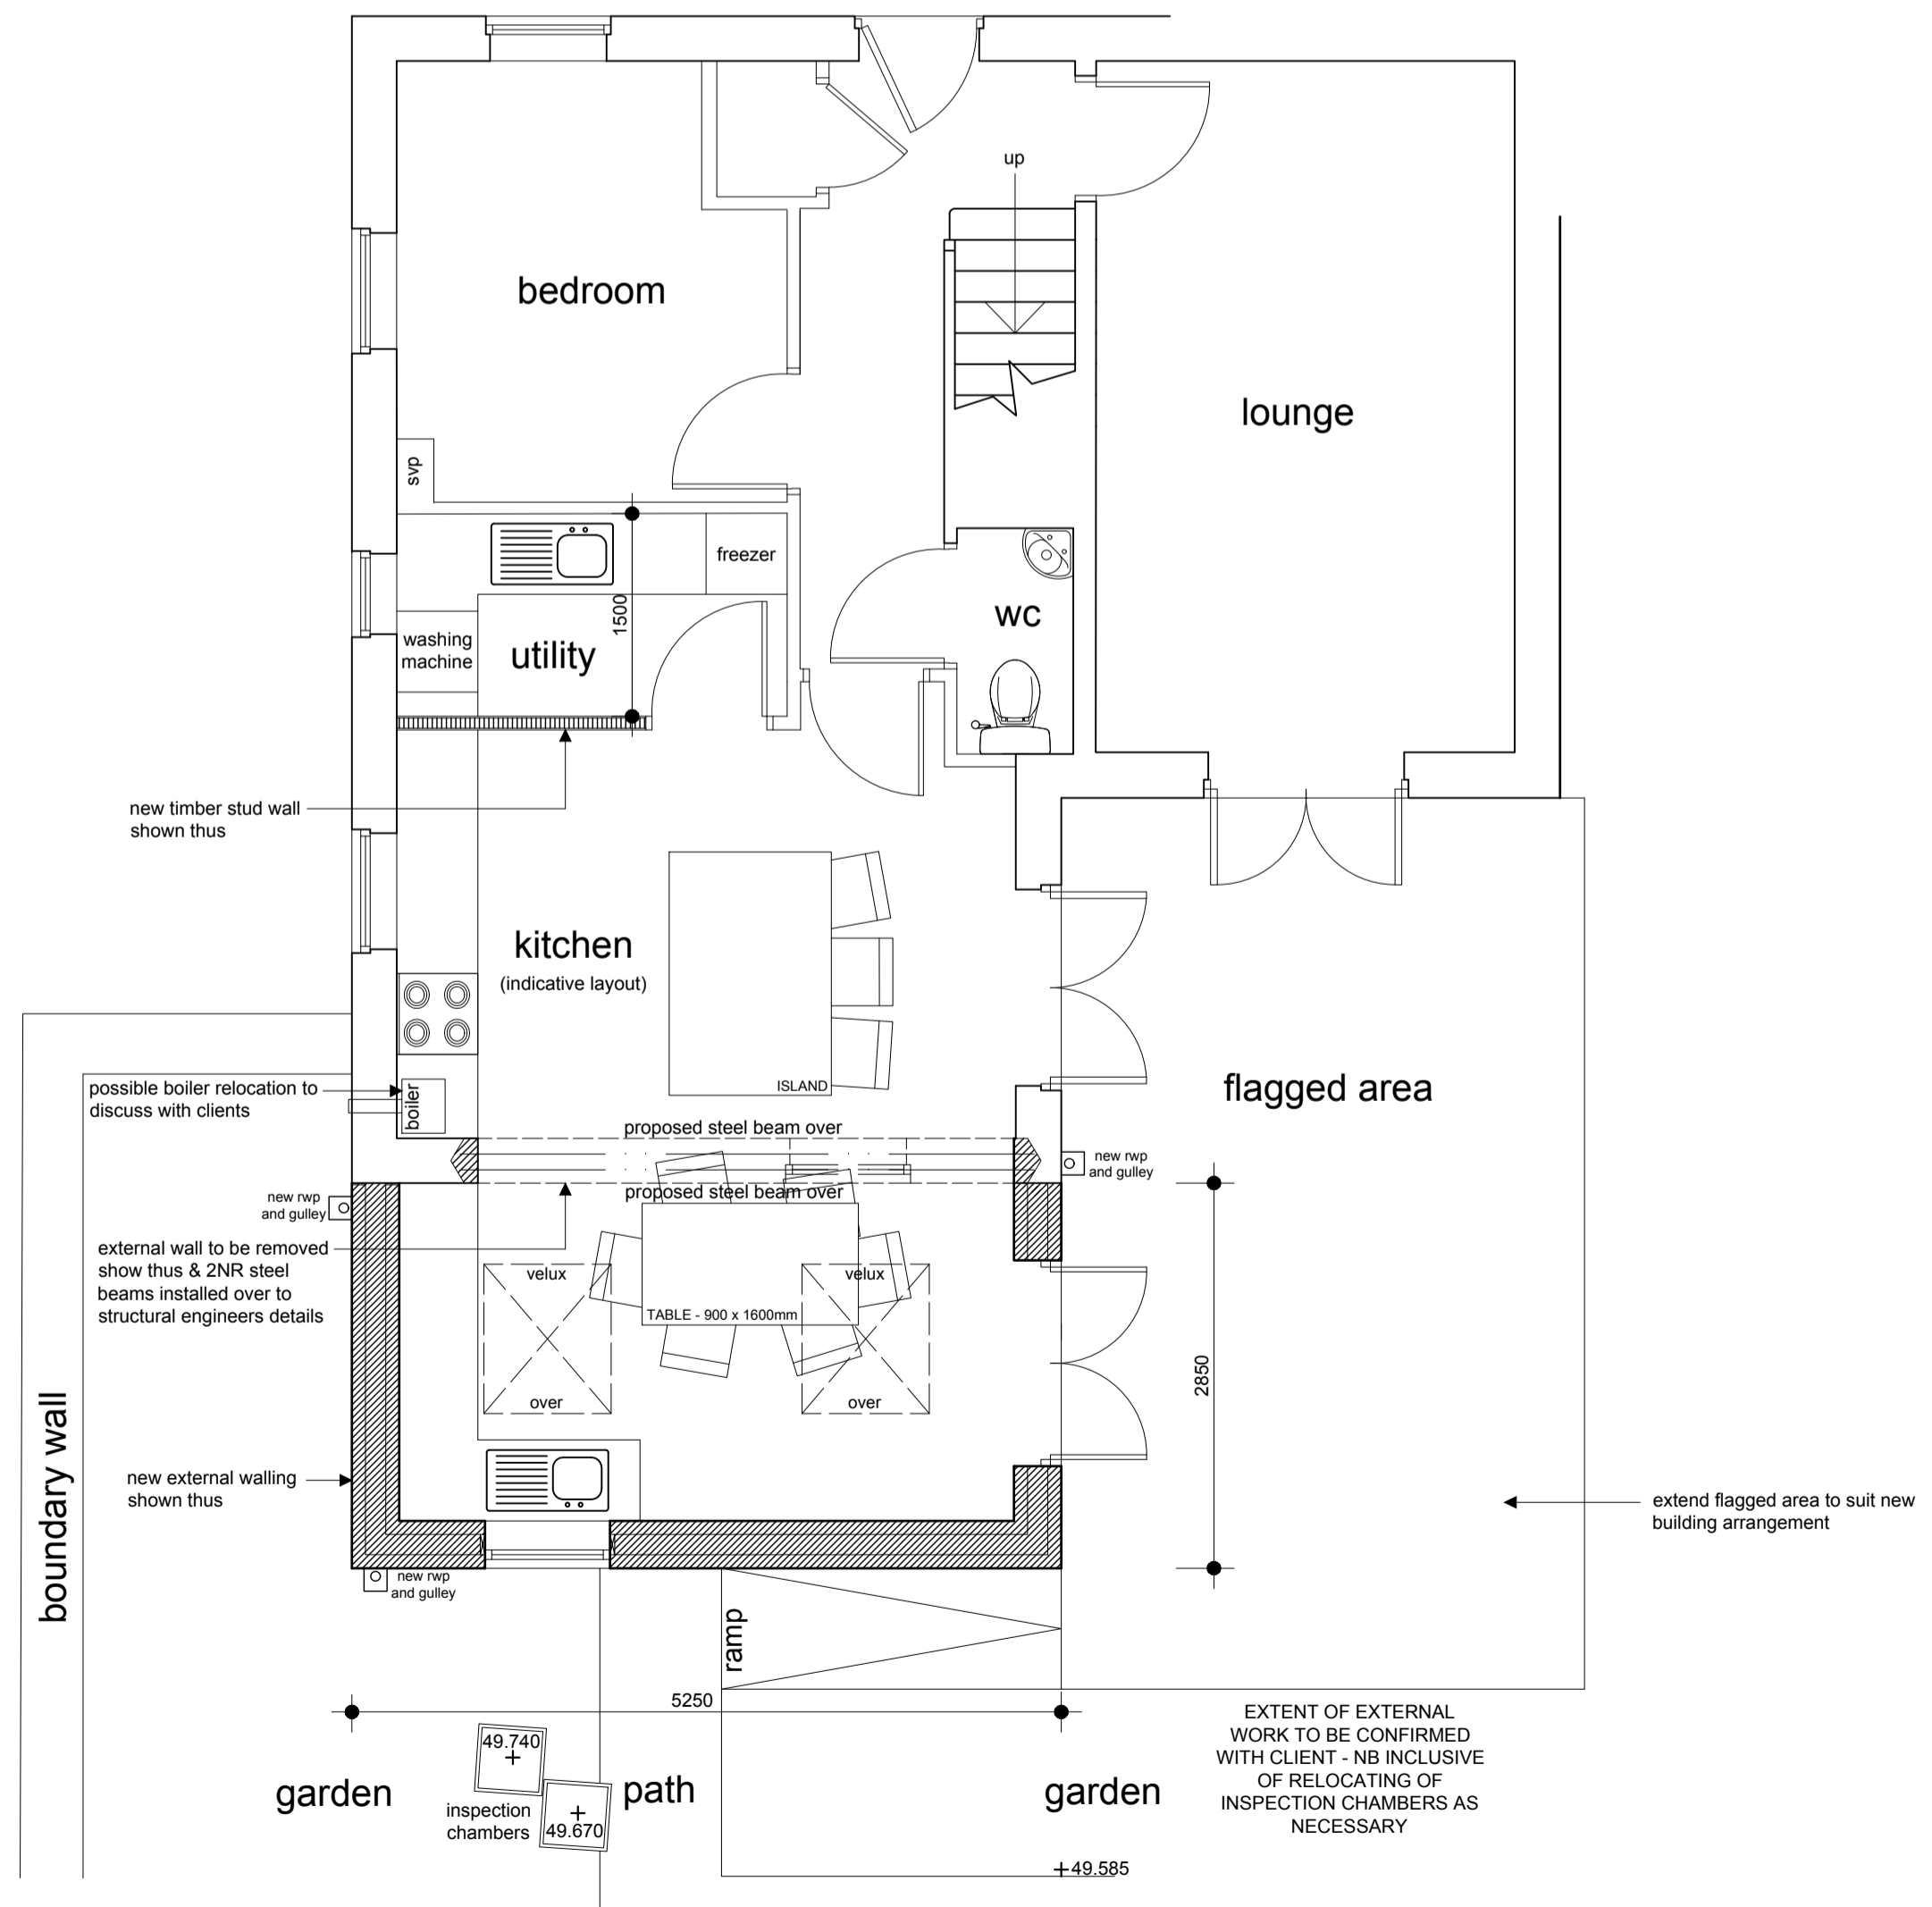 up
bedroom
lounge
svp
freezer
1500
wc
washing
machine
utility
new timber stud wall
shown thus
kitchen
(indicative layout)
ISLAND
flagged area
possible boiler relocation to
discuss with clients
boiler
proposed steel beam over
new rwp
and gulley
proposed steel beam over
new rwp
and gulley
external wall to be removed
show thus & 2NR steel
beams installed over to
structural engineers details
velux
velux
TABLE - 900 x 1600mm
over
over
2850
boundary wall
new external walling
shown thus
extend flagged area to suit new
building arrangement
new rwp
and gulley
ramp
5250
EXTENT OF EXTERNAL
WORK TO BE CONFIRMED
WITH CLIENT - NB INCLUSIVE
OF RELOCATING OF
INSPECTION CHAMBERS AS
NECESSARY
49.740
garden
path
garden
inspection
chambers
49.670
49.585